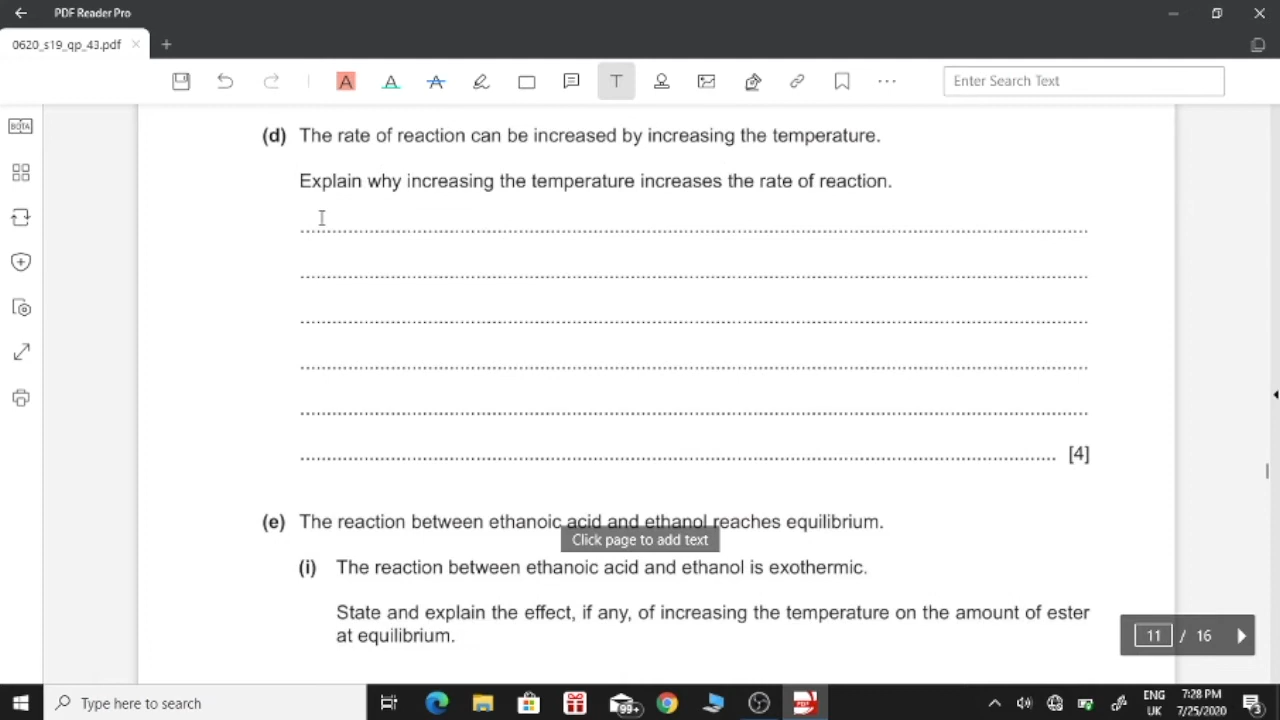 PDF Reader Pro
0620_s19_qp_43.pdf
Enter Search Text
BOTA
(d) The rate of reaction can be increased by increasing the temperature.
Explain why increasing the temperature increases the rate of reaction.
[4]
(e) The reaction between ethanoic acid and ethanol reaches equilibrium.
Click page to add text
(i) The reaction between ethanoic acid and ethanol is exothermic.
State and explain the effect, if any, of increasing the temperature on the amount of ester
at equilibrium.
11 / 16
Type here to search
99+
PDF
ENG
UK
7:28 PM
7/25/2020
3